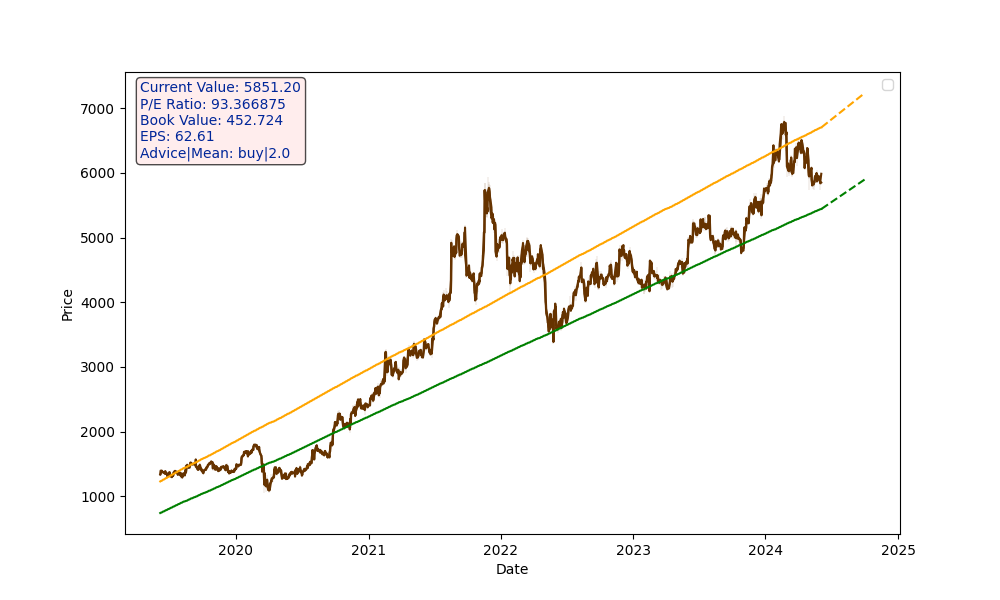 Current Value: 5851.20
P/E Ratio: 93.366875
Book Value: 452.724
EPS: 62.61
Advice|Mean: buy|2.0
7000
6000
5000
4000
3000
2000
1000
Price
2020 2021 2022 2023 2024 2025
Date